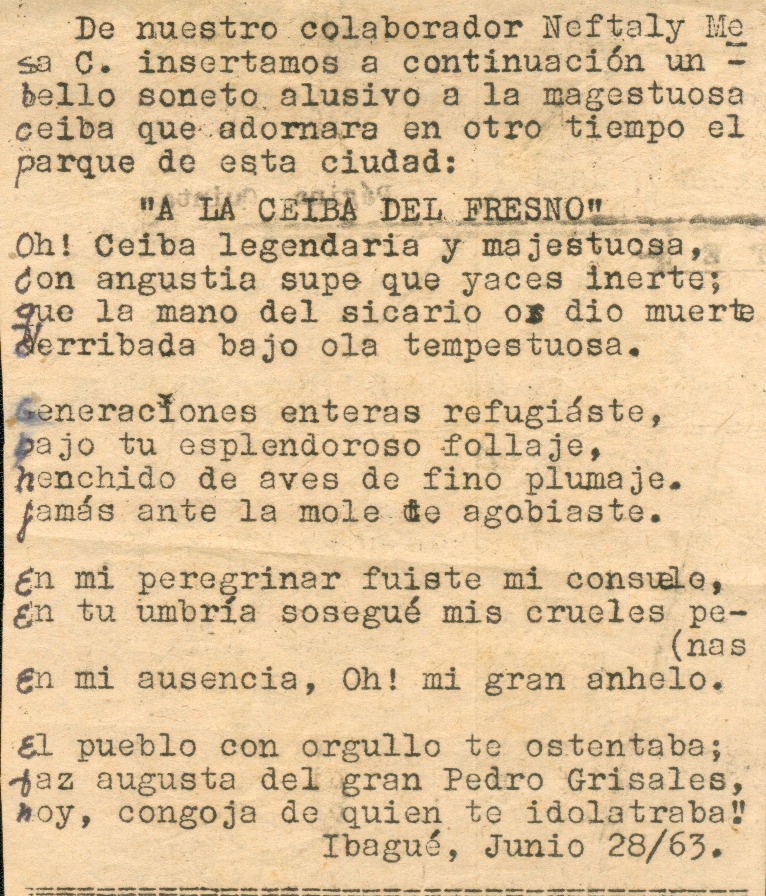 De nuestro colaborador Neftaly Me
sa C. insertamos a continuación un -
bello soneto alusivo a la magestuosa
ceiba que adornara en otro tiempo el
parque de esta ciudad:
"A LA CEIBA DEL FRESNO"
Oh! Ceiba legendaria y majestuosa,
con angustia supe que yaces inerte;
que la mano del sicario os dio muerte
derribada bajo ola tempestuosa.
Generaciones enteras refugiáste,
bajo tu esplendoroso follaje,
henchido de aves de fino plumaje.
jamás ante la mole te agobiaste.
En mi peregrinar fuiste mi consuelo,
En tu umbría sosegué mis crueles pe-
(nas
En mi ausencia, Oh! mi gran anhelo.
El pueblo con orgullo te ostentaba;
faz augusta del gran Pedro Grisales,
hoy, congoja de quien te idolatraba!!
Ibagué, Junio 28/63.